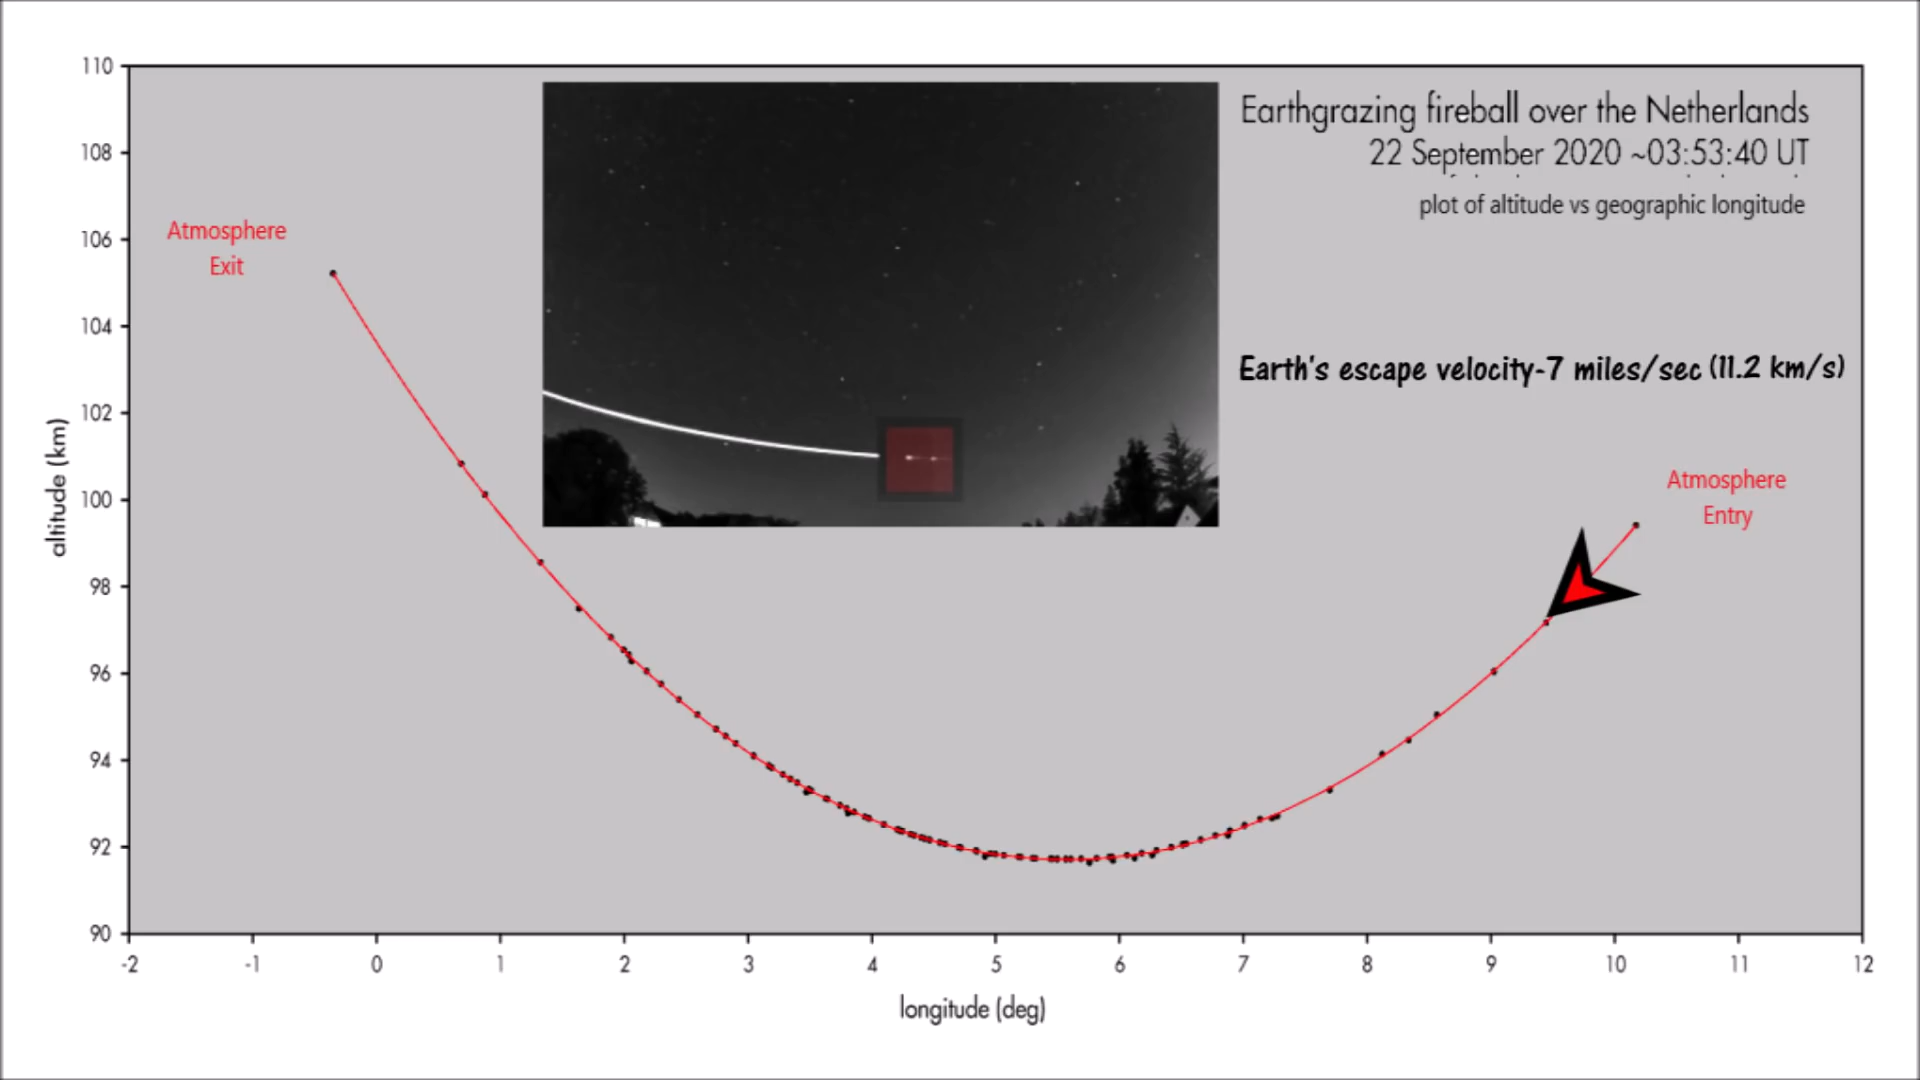 Earthgrazing fireball over the Netherlands
22 September 2020 ~03:53:40 UT
plot of altitude vs geographic longitude
Earth's escape velocity-7 miles/sec (11.2 km/s)
Atmosphere
Exit
Atmosphere
Entry
altitude (km)
110
108
106
104
102
100
98
96
94
92
90
-2 -1 0 1 2 3 4 5 6 7 8 9 10 11 12
longitude (deg)